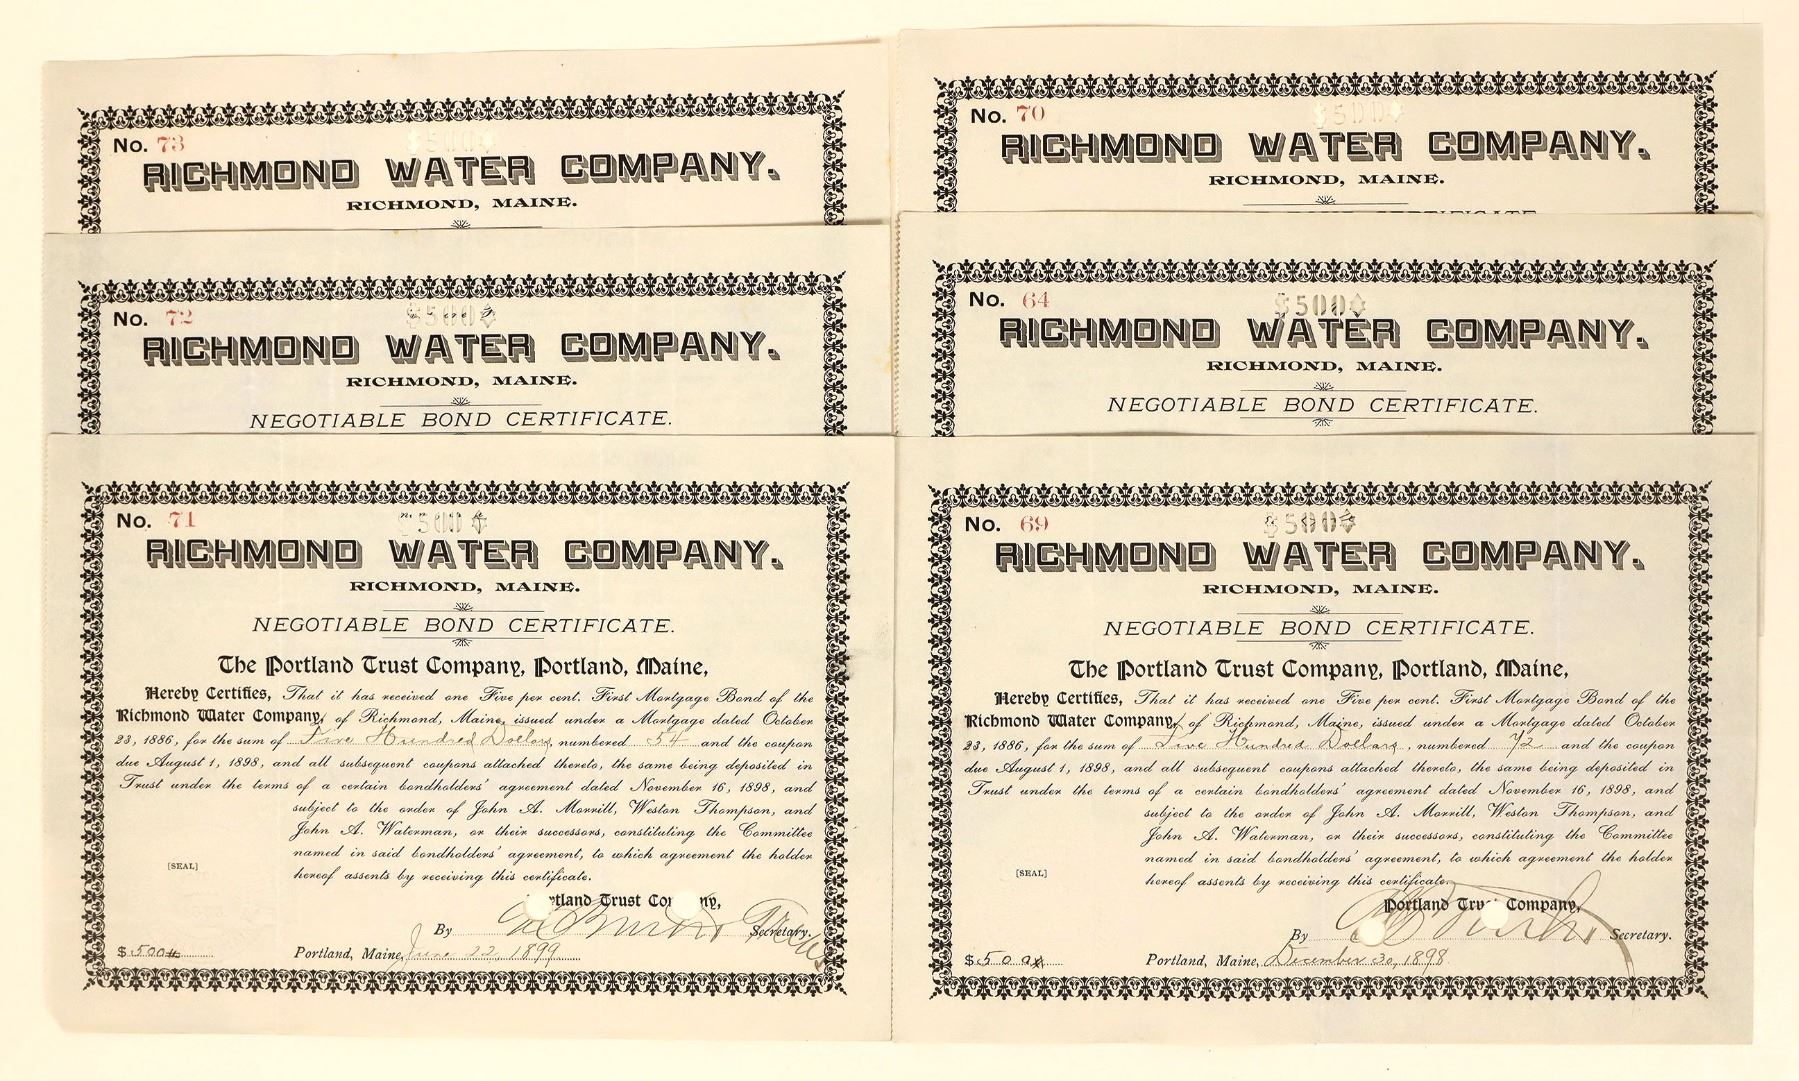 No. 73
$500
RICHMOND WATER COMPANY.
RICHMOND, MAINE.
No. 72
$500
RICHMOND WATER COMPANY.
RICHMOND, MAINE.
NEGOTIABLE BOND CERTIFICATE.
No. 71
$500
RICHMOND WATER COMPANY.
RICHMOND, MAINE.
NEGOTIABLE BOND CERTIFICATE.
The Portland Trust Company, Portland, Maine,
Hereby Certifies, That it has received one Five per cent. First Mortgage Bond of the
Richmond Water Company, of Richmond, Maine, issued under a Mortgage dated October
23, 1886, for the sum of Five Hundred Dollars, numbered 54 and the coupon
due August 1, 1898, and all subsequent coupons attached thereto, the same being deposited in
Trust under the terms of a certain bondholders' agreement dated November 16, 1898, and
subject to the order of John A. Morrill, Weston Thompson, and
John A. Waterman, or their successors, constituting the Committee
named in said bondholders' agreement, to which agreement the holder
hereof assents by receiving this certificate.
[SEAL]
Portland Trust Company,
By Secretary.
$500
Portland, Maine, June 22, 1899
No. 70
$500
RICHMOND WATER COMPANY.
RICHMOND, MAINE.
No. 64
$500
RICHMOND WATER COMPANY.
RICHMOND, MAINE.
NEGOTIABLE BOND CERTIFICATE.
No. 69
$500
RICHMOND WATER COMPANY.
RICHMOND, MAINE.
NEGOTIABLE BOND CERTIFICATE.
The Portland Trust Company, Portland, Maine,
Hereby Certifies, That it has received one Five per cent. First Mortgage Bond of the
Richmond Water Company, of Richmond, Maine, issued under a Mortgage dated October
23, 1886, for the sum of Five Hundred Dollars, numbered 72 and the coupon
due August 1, 1898, and all subsequent coupons attached thereto, the same being deposited in
Trust under the terms of a certain bondholders' agreement dated November 16, 1898, and
subject to the order of John A. Morrill, Weston Thompson, and
John A. Waterman, or their successors, constituting the Committee
named in said bondholders' agreement, to which agreement the holder
hereof assents by receiving this certificate.
[SEAL]
Portland Trust Company,
By Secretary.
$500
Portland, Maine, December 30, 1898